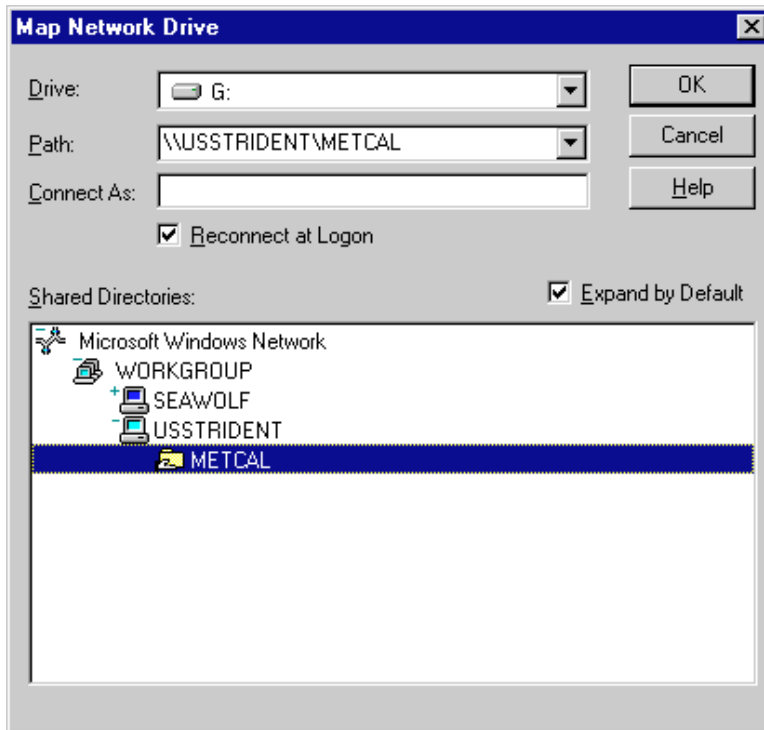 Map Network Drive
Drive: G: OK
Path: \\USSTRIDENT\METCAL Cancel
Connect As: Help
Reconnect at Logon
Shared Directories: Expand by Default
Microsoft Windows Network
WORKGROUP
SEAWOLF
USSTRIDENT
METCAL